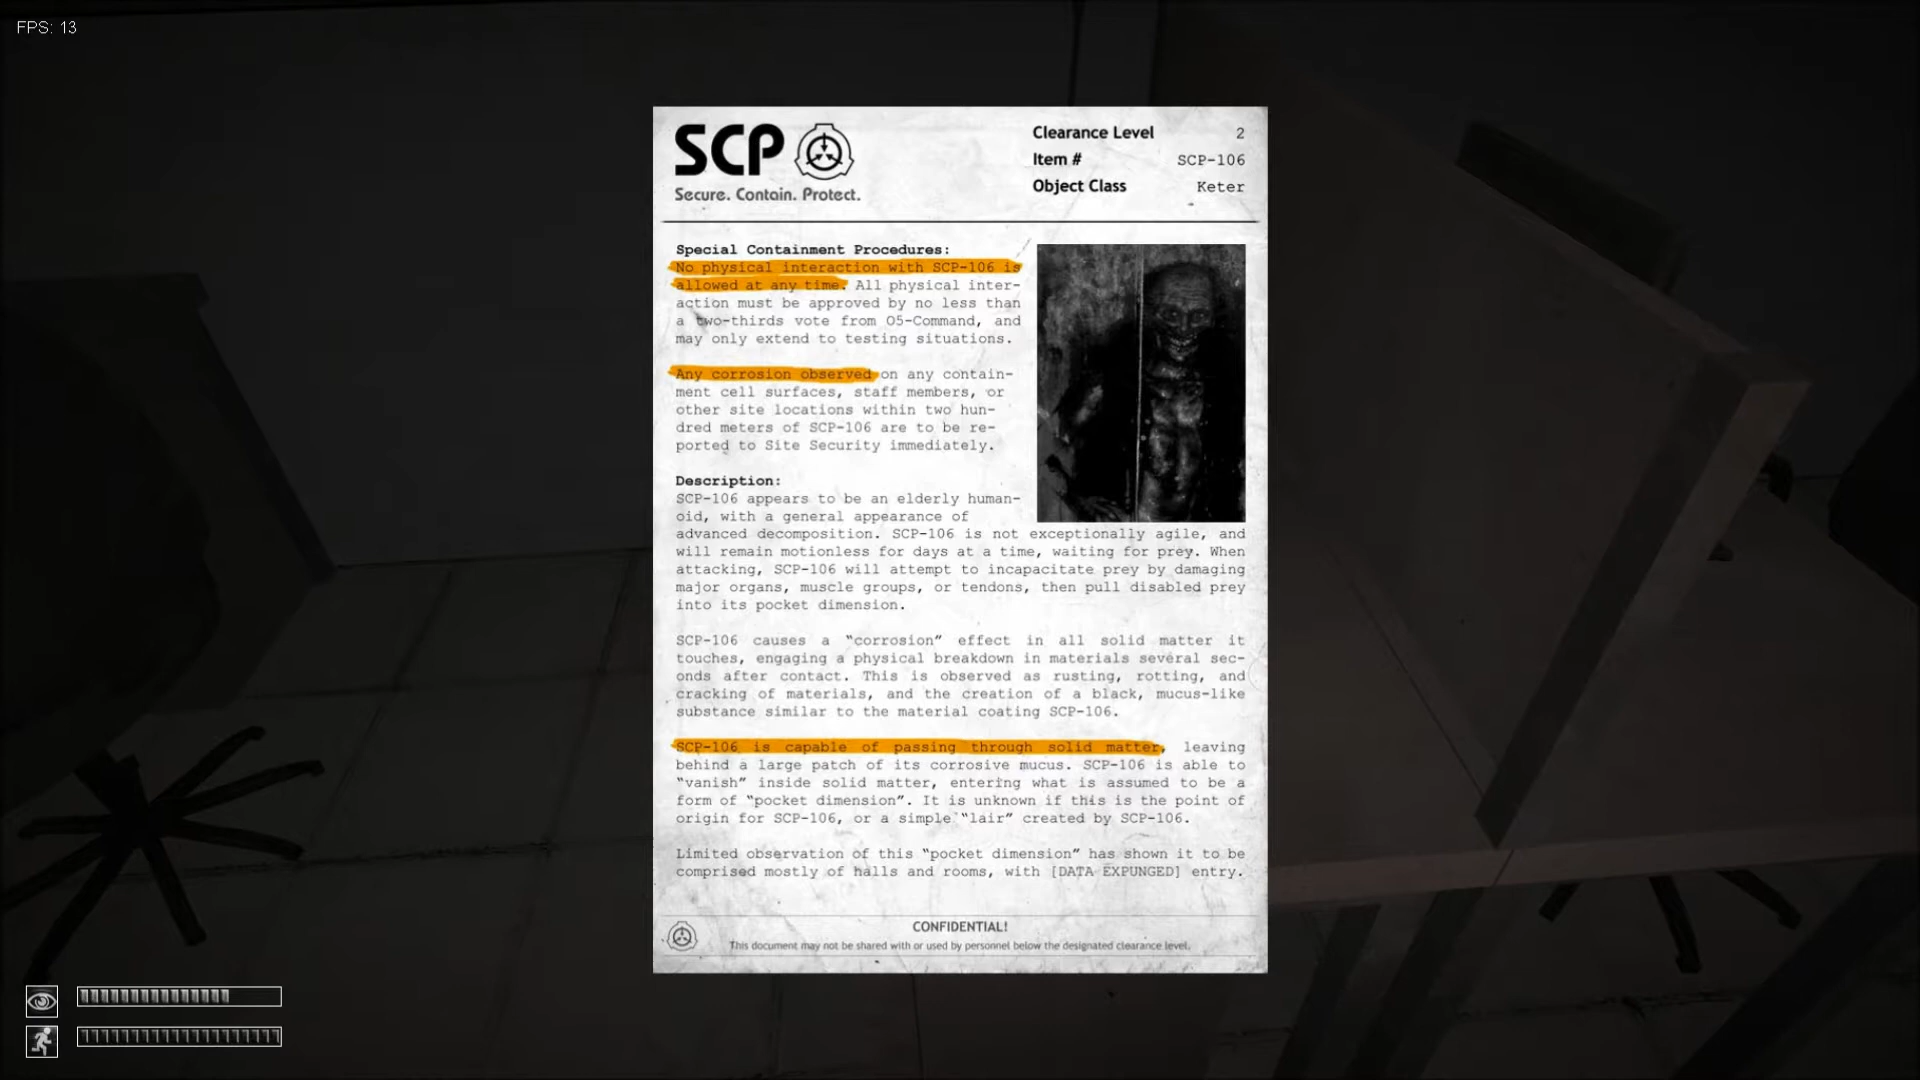 FPS: 13
SCP
Secure. Contain. Protect.
Clearance Level 2
Item # SCP-106
Object Class Keter
Special Containment Procedures:
No physical interaction with SCP-106 is
allowed at any time. All physical inter-
action must be approved by no less than
a two-thirds vote from O5-Command, and
may only extend to testing situations.
Any corrosion observed on any contain-
ment cell surfaces, staff members, or
other site locations within two hun-
dred meters of SCP-106 are to be re-
ported to Site Security immediately.
Description:
SCP-106 appears to be an elderly human-
oid, with a general appearance of
advanced decomposition. SCP-106 is not exceptionally agile, and
will remain motionless for days at a time, waiting for prey. When
attacking, SCP-106 will attempt to incapacitate prey by damaging
major organs, muscle groups, or tendons, then pull disabled prey
into its pocket dimension.
SCP-106 causes a “corrosion” effect in all solid matter it
touches, engaging a physical breakdown in materials several sec-
onds after contact. This is observed as rusting, rotting, and
cracking of materials, and the creation of a black, mucus-like
substance similar to the material coating SCP-106.
SCP-106 is capable of passing through solid matter, leaving
behind a large patch of its corrosive mucus. SCP-106 is able to
“vanish” inside solid matter, entering what is assumed to be a
form of “pocket dimension”. It is unknown if this is the point of
origin for SCP-106, or a simple “lair” created by SCP-106.
Limited observation of this “pocket dimension” has shown it to be
comprised mostly of halls and rooms, with [DATA EXPUNGED] entry.
CONFIDENTIAL!
This document may not be shared with or used by personnel below the designated clearance level.